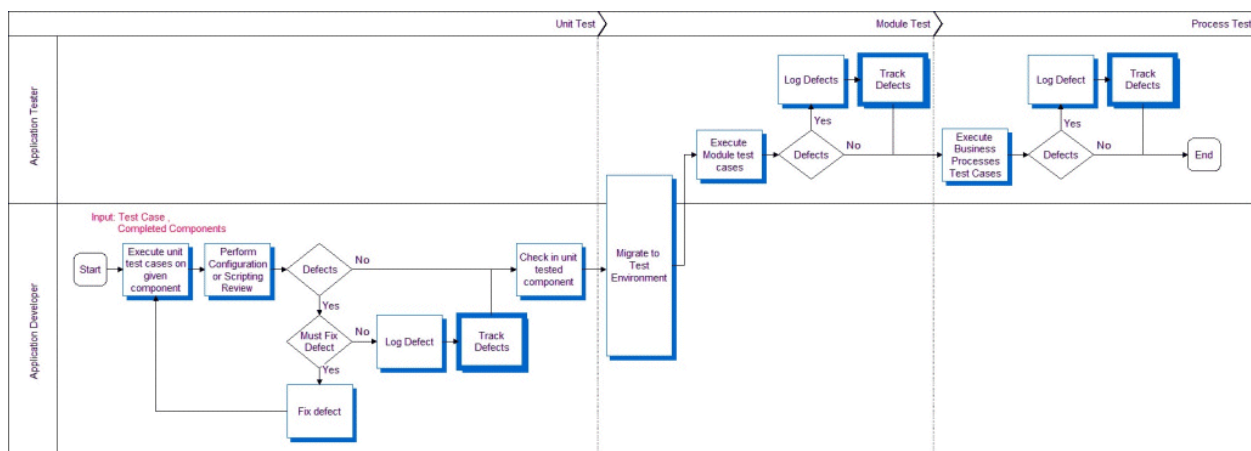 Unit Test
Module Test
Process Test
Application Tester
Log Defects
Track
Defects
Yes
Execute
Module test
cases
Defects
No
Log Defect
Track
Defects
Yes
Execute
Business
Processes
Test Cases
Defects
No
End
Application Developer
Input: Test Case ,
Completed Components
Start
Execute unit
test cases on
given
component
Perform
Configuration
or Scripting
Review
Defects
No
Yes
Must Fix
Defect
No
Log Defect
Track
Defects
Yes
Fix defect
Check in unit
tested
component
Migrate to
Test
Environment